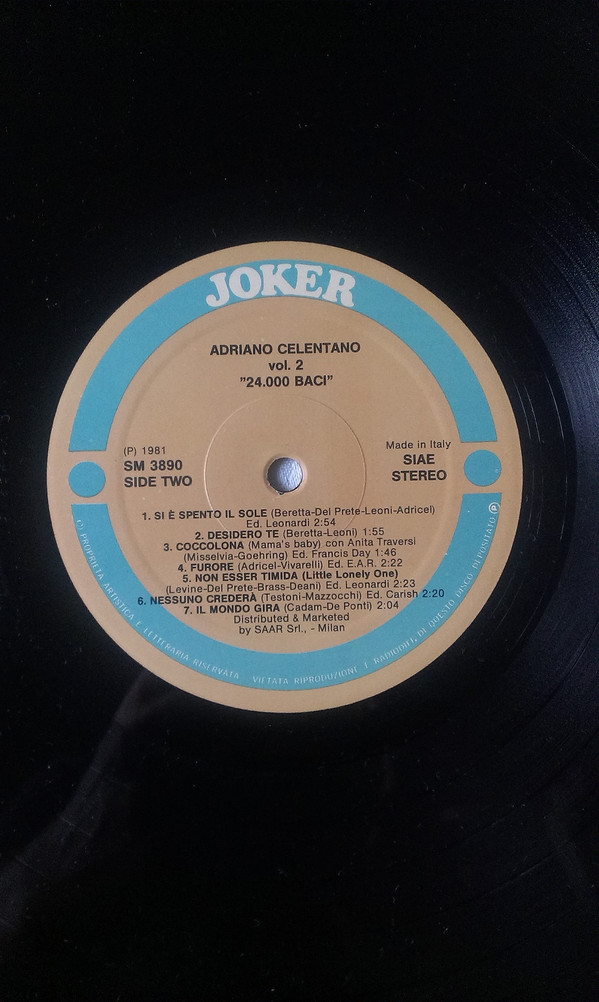 JOKER
ADRIANO CELENTANO
vol. 2
"24.000 BACI"
(P) 1981
SM 3890
SIDE TWO
Made in Italy
SIAE
STEREO
1. SI È SPENTO IL SOLE (Beretta-Del Prete-Leoni-Adricel)
Ed. Leonardi 2:54
2. DESIDERO TE (Beretta-Leoni) 1:55
3. COCCOLONA (Mama's baby) con Anita Traversi
(Misselvia-Goehring) Ed. Francis Day 1:46
4. FURORE (Adricel-Vivarelli) Ed. E.A.R. 2:22
5. NON ESSER TIMIDA (Little Lonely One)
(Levine-Del Prete-Brass-Deani) Ed. Leonardi 2:23
6. NESSUNO CREDERÀ (Testoni-Mazzocchi) Ed. Carish 2:20
7. IL MONDO GIRA (Cadam-De Ponti) 2:04
Distributed & Marketed
by SAAR Srl., - Milan
(C) PROPRIETÀ ARTISTICA E LETTERARIA RISERVATA VIETATA RIPRODUZIONE E RADIODIFF. DI QUESTO DISCO DEPOSITATO Ⓟ